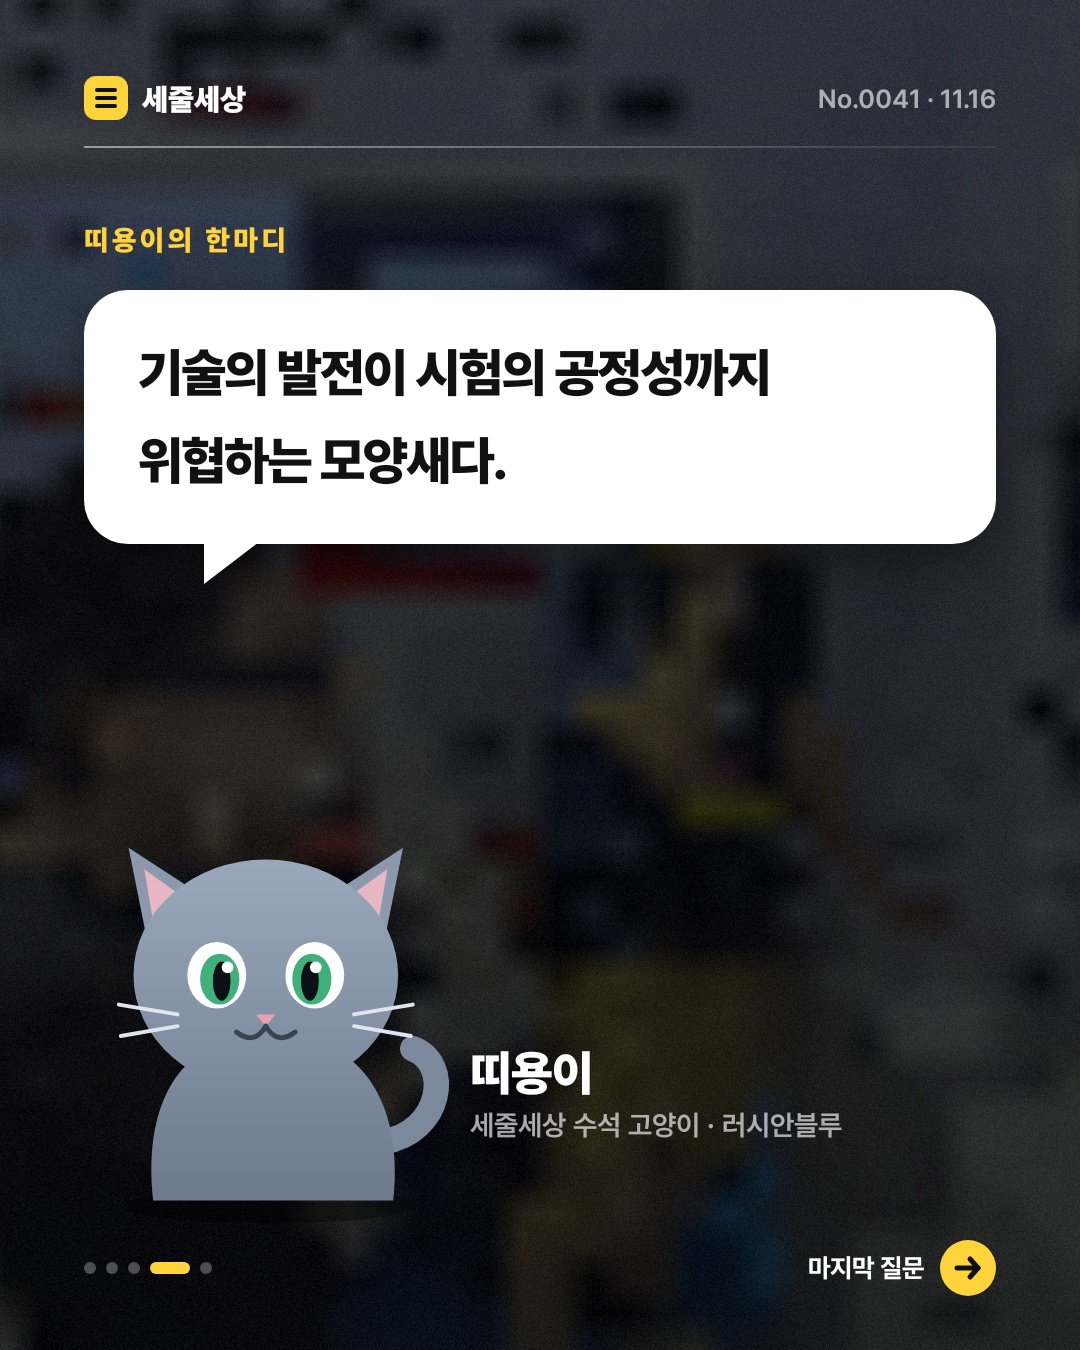 세줄세상
No.0041 · 11.16
띠용이의 한마디
기술의 발전이 시험의 공정성까지
위협하는 모양새다.
띠용이
세줄세상 수석 고양이 · 러시안블루
마지막 질문